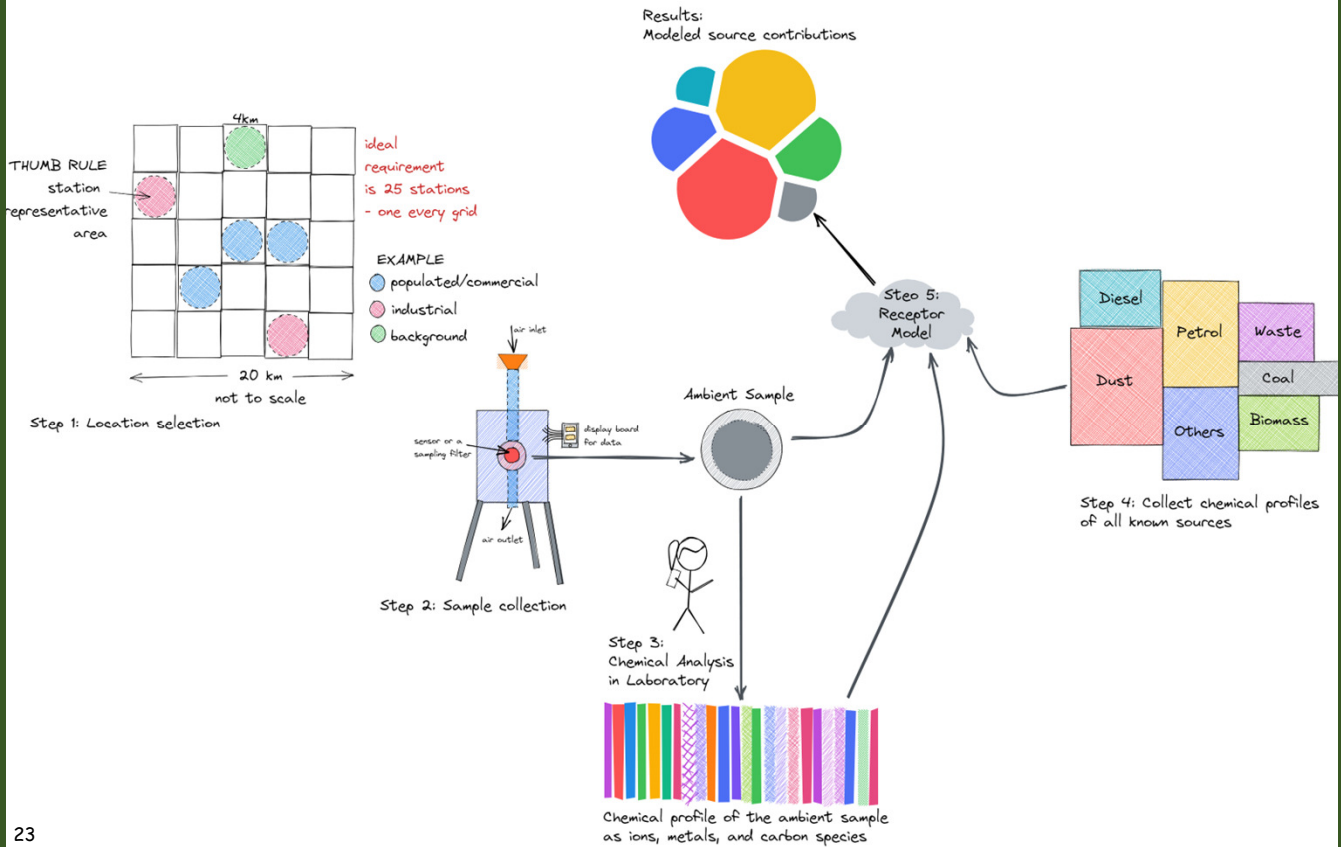 Results:
Modeled source contributions
4km
THUMB RULE
station
representative
area
ideal
requirement
is 25 stations
- one every grid
EXAMPLE
populated/commercial
industrial
background
20 km
not to scale
Step 1: Location selection
air inlet
sensor or a
sampling filter
display board
for data
air outlet
Step 2: Sample collection
Ambient Sample
Step 3:
Chemical Analysis
in Laboratory
Chemical profile of the ambient sample
as ions, metals, and carbon species
Steo 5:
Receptor
Model
Diesel
Petrol
Waste
Dust
Coal
Others
Biomass
Step 4: Collect chemical profiles
of all known sources
23